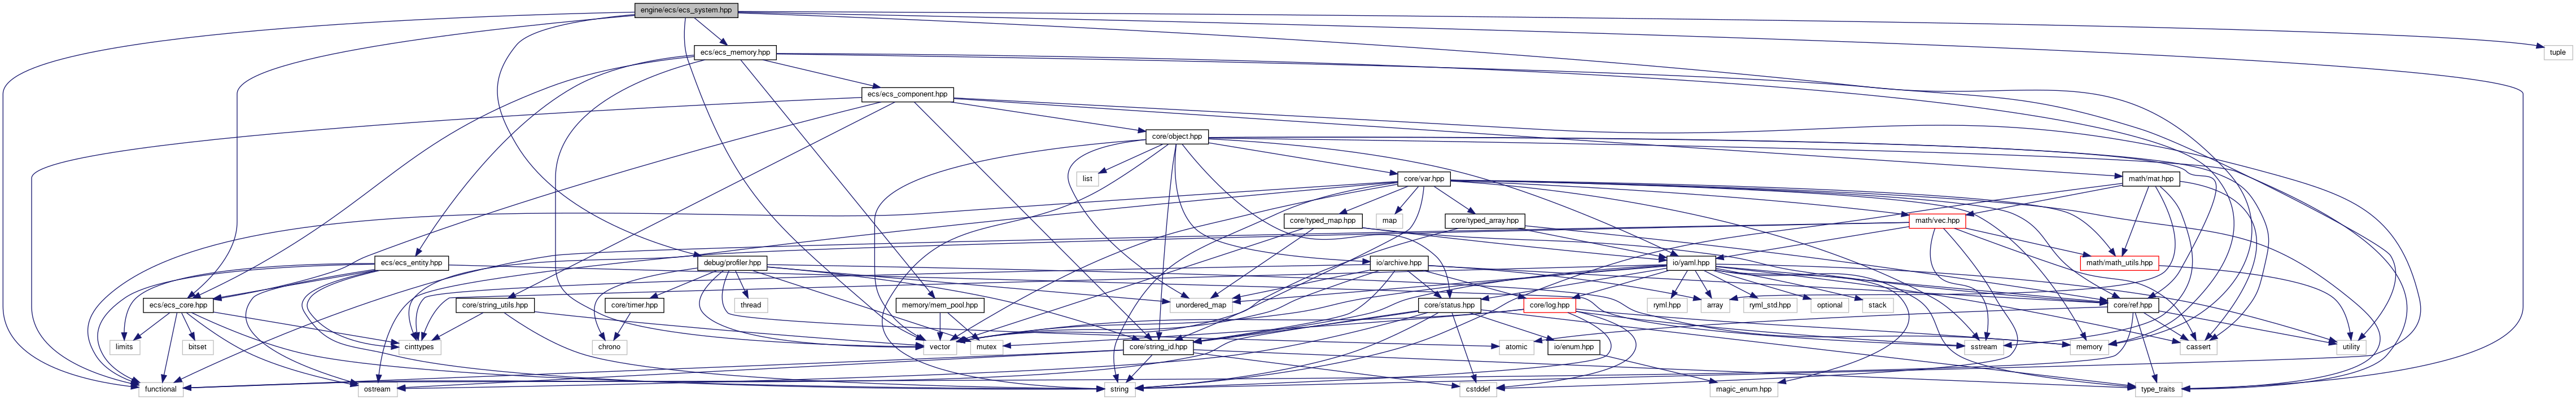 engine/ecs/ecs_system.hpp
ecs/ecs_memory.hpp
tuple
ecs/ecs_component.hpp
core/object.hpp
list
core/var.hpp
math/mat.hpp
core/typed_map.hpp
map
core/typed_array.hpp
math/vec.hpp
ecs/ecs_entity.hpp
debug/profiler.hpp
io/archive.hpp
io/yaml.hpp
math/math_utils.hpp
ecs/ecs_core.hpp
core/string_utils.hpp
core/timer.hpp
thread
memory/mem_pool.hpp
unordered_map
core/status.hpp
core/log.hpp
ryml.hpp
array
ryml_std.hpp
optional
stack
core/ref.hpp
limits
bitset
cinttypes
chrono
vector
mutex
atomic
core/string_id.hpp
io/enum.hpp
sstream
memory
cassert
utility
functional
ostream
string
cstddef
magic_enum.hpp
type_traits